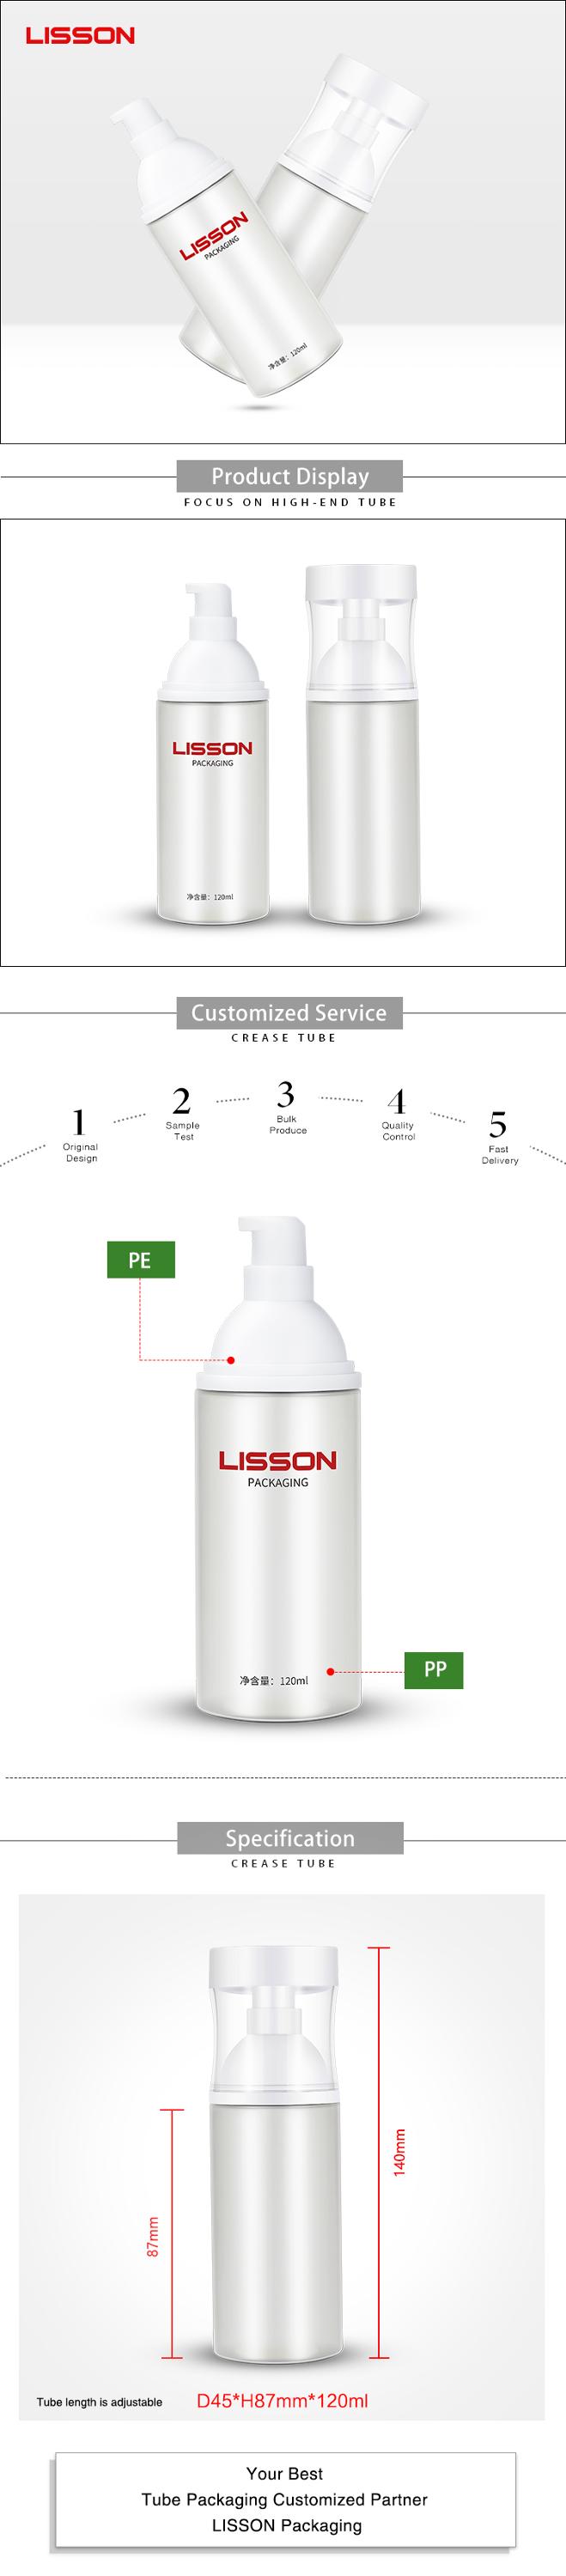 LISSON
LISSON
PACKAGING
净含量: 120ml
Product Display
FOCUS ON HIGH-END TUBE
LISSON
PACKAGING
净含量: 120ml
Customized Service
CREASE TUBE
1
Original
Design
2
Sample
Test
3
Bulk
Produce
4
Quality
Control
5
Fast
Delivery
PE
LISSON
PACKAGING
净含量: 120ml
PP
Specification
CREASE TUBE
140mm
87mm
Tube length is adjustable
D45*H87mm*120ml
Your Best
Tube Packaging Customized Partner
LISSON Packaging